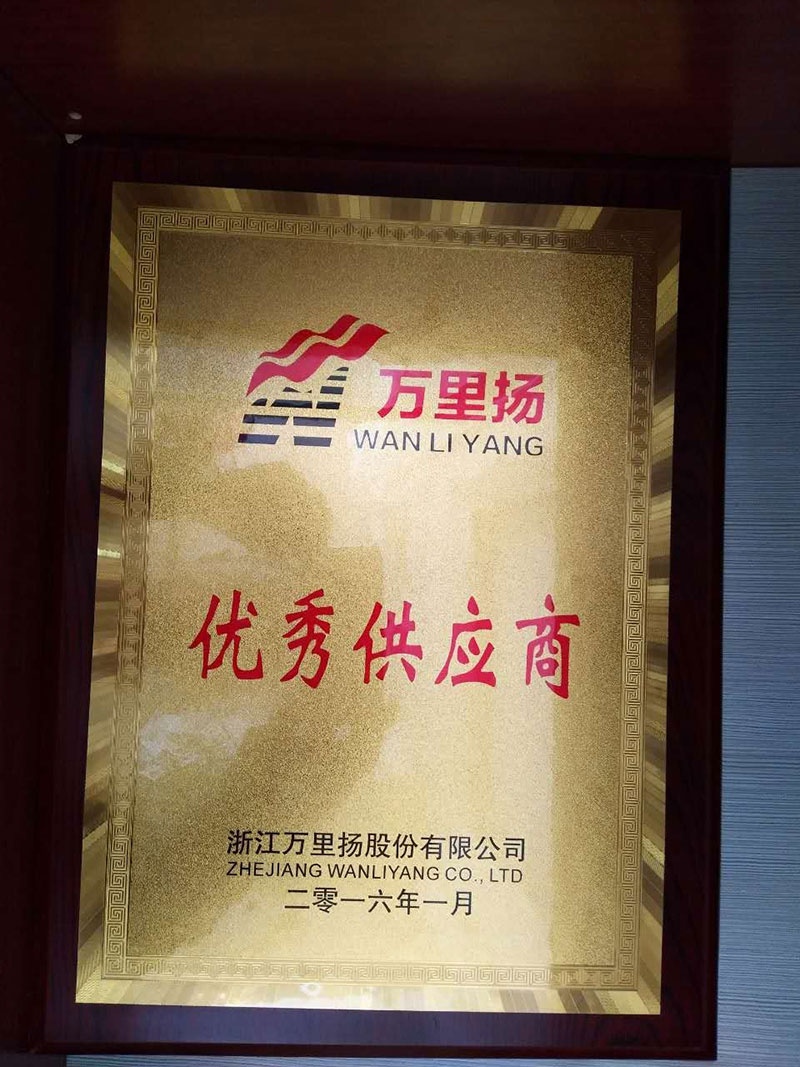 万里扬
WAN LI YANG
优秀供应商
浙江万里扬股份有限公司
ZHEJIANG WANLIYANG CO., LTD
二零一六年一月